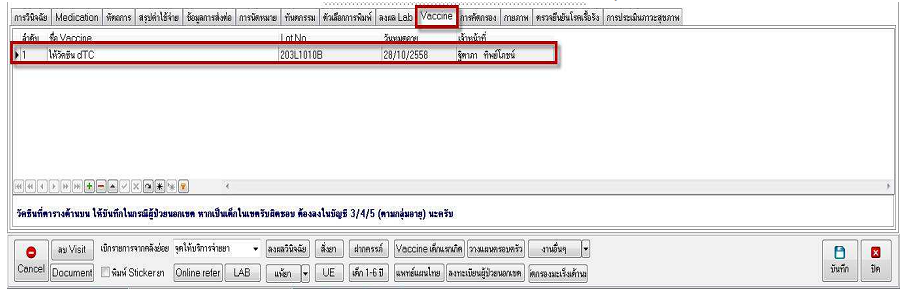 การวินิจฉัย Medication หัตถการ สรุปค่าใช้จ่าย ข้อมูลการส่งต่อ การนัดหมาย ทันตกรรม ตัวเลือกการพิมพ์ ลงผล Lab Vaccine การคัดกรอง กายภาพ ตรวจยืนยันโรคเรื้อรัง การประเมินภาวะสุขภาพ
ลำดับ ชื่อ Vaccine Lot No วันหมดอายุ เจ้าหน้าที่
1 ให้วัคซีน dTC 203L1010B 28/10/2558 ฐิตาภา ทิพย์โภชน์
วัคซีนที่ตารางด้านบน ให้บันทึกในกรณีผู้ป่วยนอกเขต หากเป็นเด็กในเขตรับผิดชอบ ต้องลงในบัญชี 3/4/5 (ตามกลุ่มอายุ) นะครับ
Cancel ลบ Visit เบิกรายการจากคลังย่อย จุดให้บริการจ่ายยา ลงผลวินิจฉัย สั่งยา ฝากครรภ์ Vaccine เด็กแรกเกิด วางแผนครอบครัว งานอื่นๆ บันทึก ปิด
Document พิมพ์ Sticker ยา Online refer LAB แพ้ยา UE เด็ก 1-6 ปี แพทย์แผนไทย ลงทะเบียนผู้ป่วยนอกเขต คัดกรองมะเร็งเต้านม